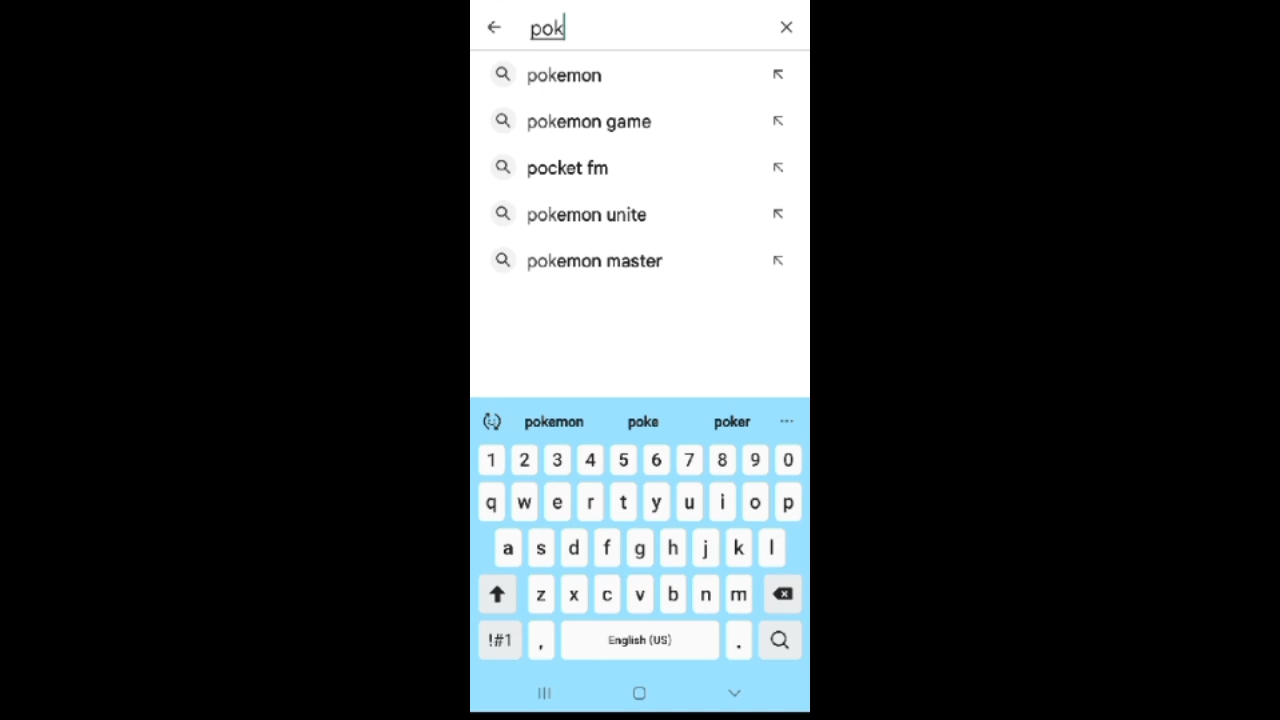 pok
pokemon
pokemon game
pocket fm
pokemon unite
pokemon master
pokemon poke poker
1 2 3 4 5 6 7 8 9 0
q w e r t y u i o p
a s d f g h j k l
z x c v b n m
!#1 , English (US) .